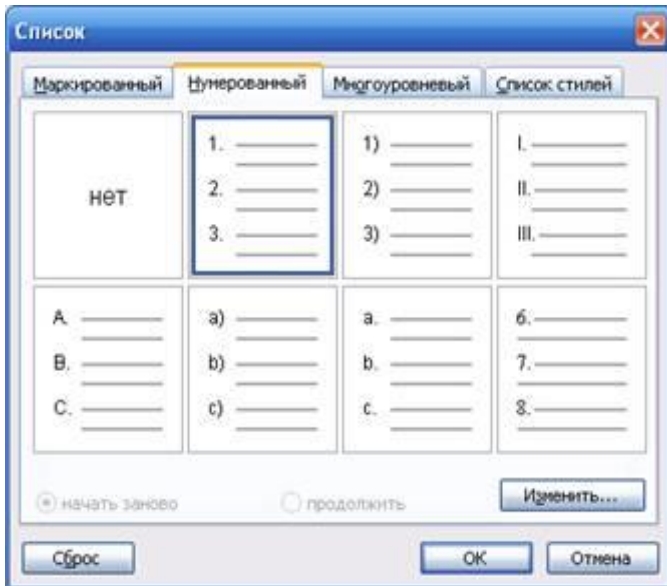 Список
Маркированный Нумерованный Многоуровневый Список стилей
нет
1.
2.
3.
1)
2)
3)
I.
II.
III.
A.
B.
C.
a)
b)
c)
a.
b.
c.
6.
7.
8.
начать заново продолжить Изменить...
Сброс ОК Отмена